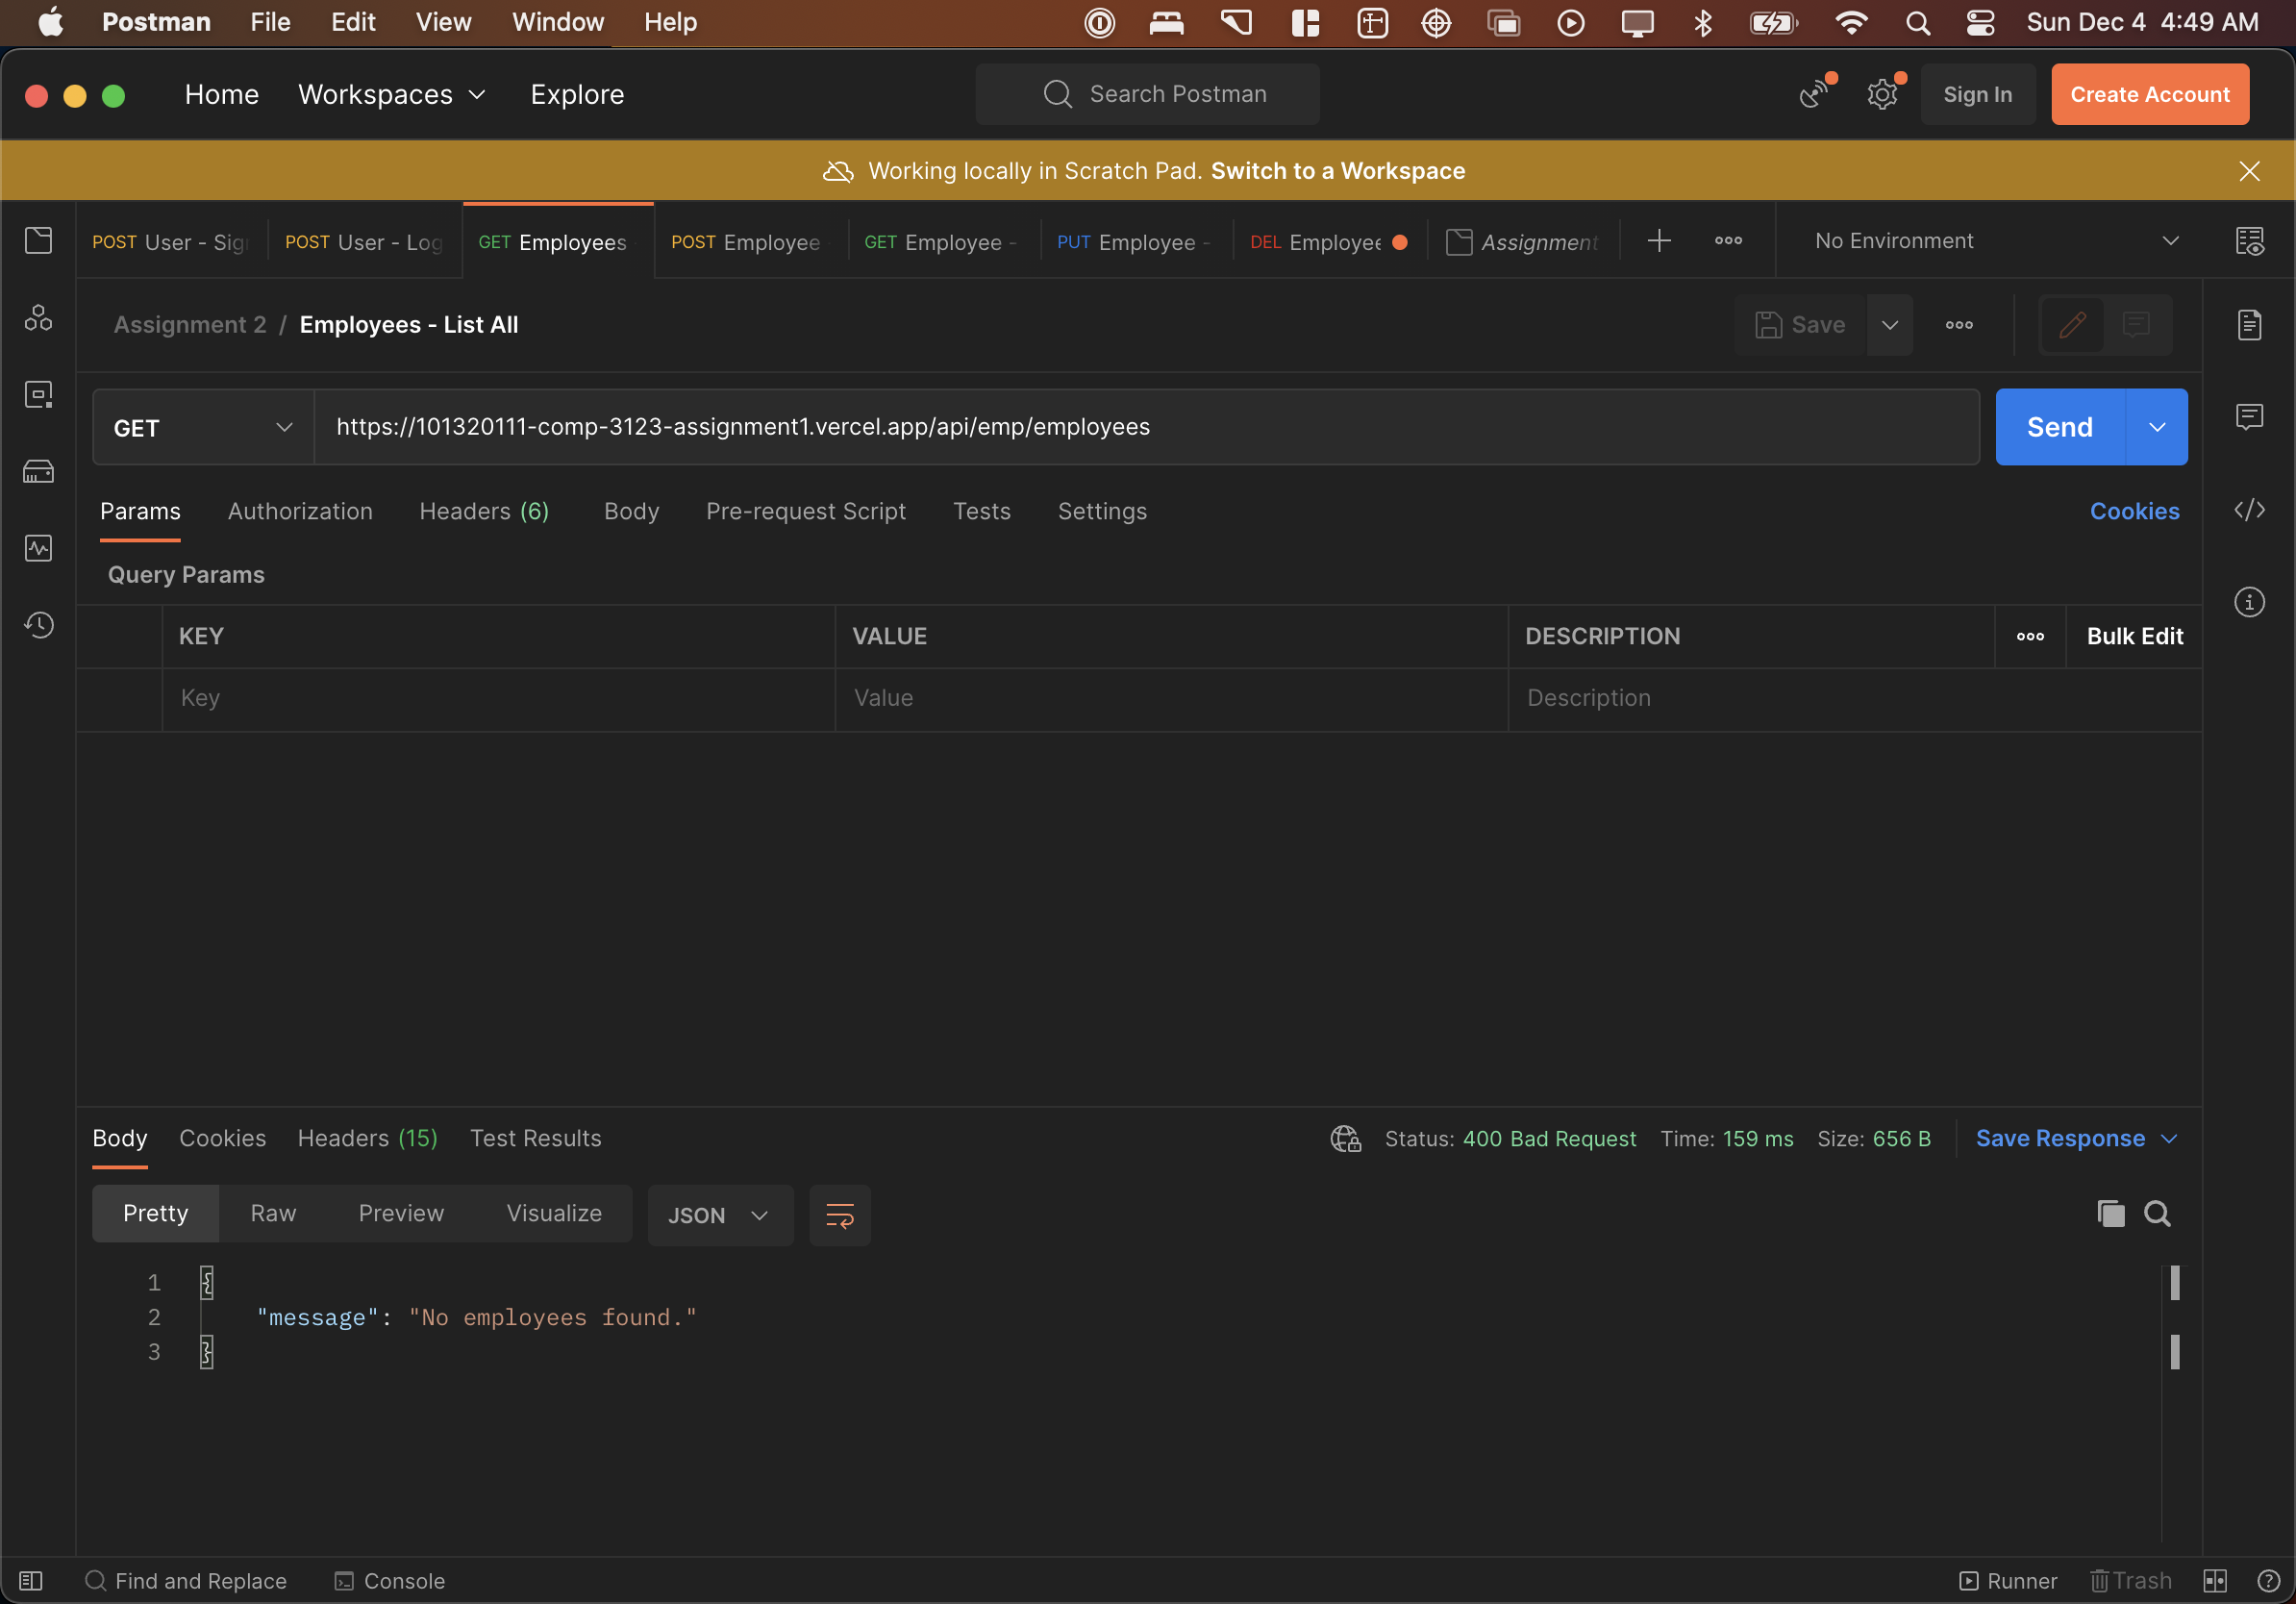 Postman File Edit View Window Help Sun Dec 4 4:49 AM
Home Workspaces Explore Search Postman Sign In Create Account
Working locally in Scratch Pad. Switch to a Workspace
POST User - Sig POST User - Log GET Employees POST Employee GET Employee - PUT Employee - DEL Employee Assignment No Environment
Assignment 2 / Employees - List All Save
GET https://101320111-comp-3123-assignment1.vercel.app/api/emp/employees Send
Params Authorization Headers (6) Body Pre-request Script Tests Settings Cookies
Query Params
KEY VALUE DESCRIPTION Bulk Edit
Key Value Description
Body Cookies Headers (15) Test Results Status: 400 Bad Request Time: 159 ms Size: 656 B Save Response
Pretty Raw Preview Visualize JSON
1 {
2 "message": "No employees found."
3 }
Find and Replace Console Runner Trash